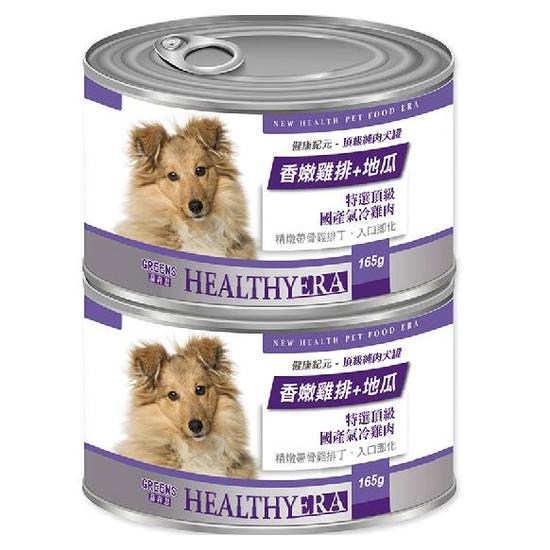 NEW HEALTH PET FOOD ERA
健康紀元 - 頂級純肉犬罐
香嫩雞排+地瓜
特選頂級
國產氣冷雞肉
精燉帶骨雞排丁．入口即化
165g
GREENS
HEALTHYERA
NEW HEALTH PET FOOD ERA
健康紀元 - 頂級純肉犬罐
香嫩雞排+地瓜
特選頂級
國產氣冷雞肉
精燉帶骨雞排丁．入口即化
165g
GREENS
HEALTHYERA